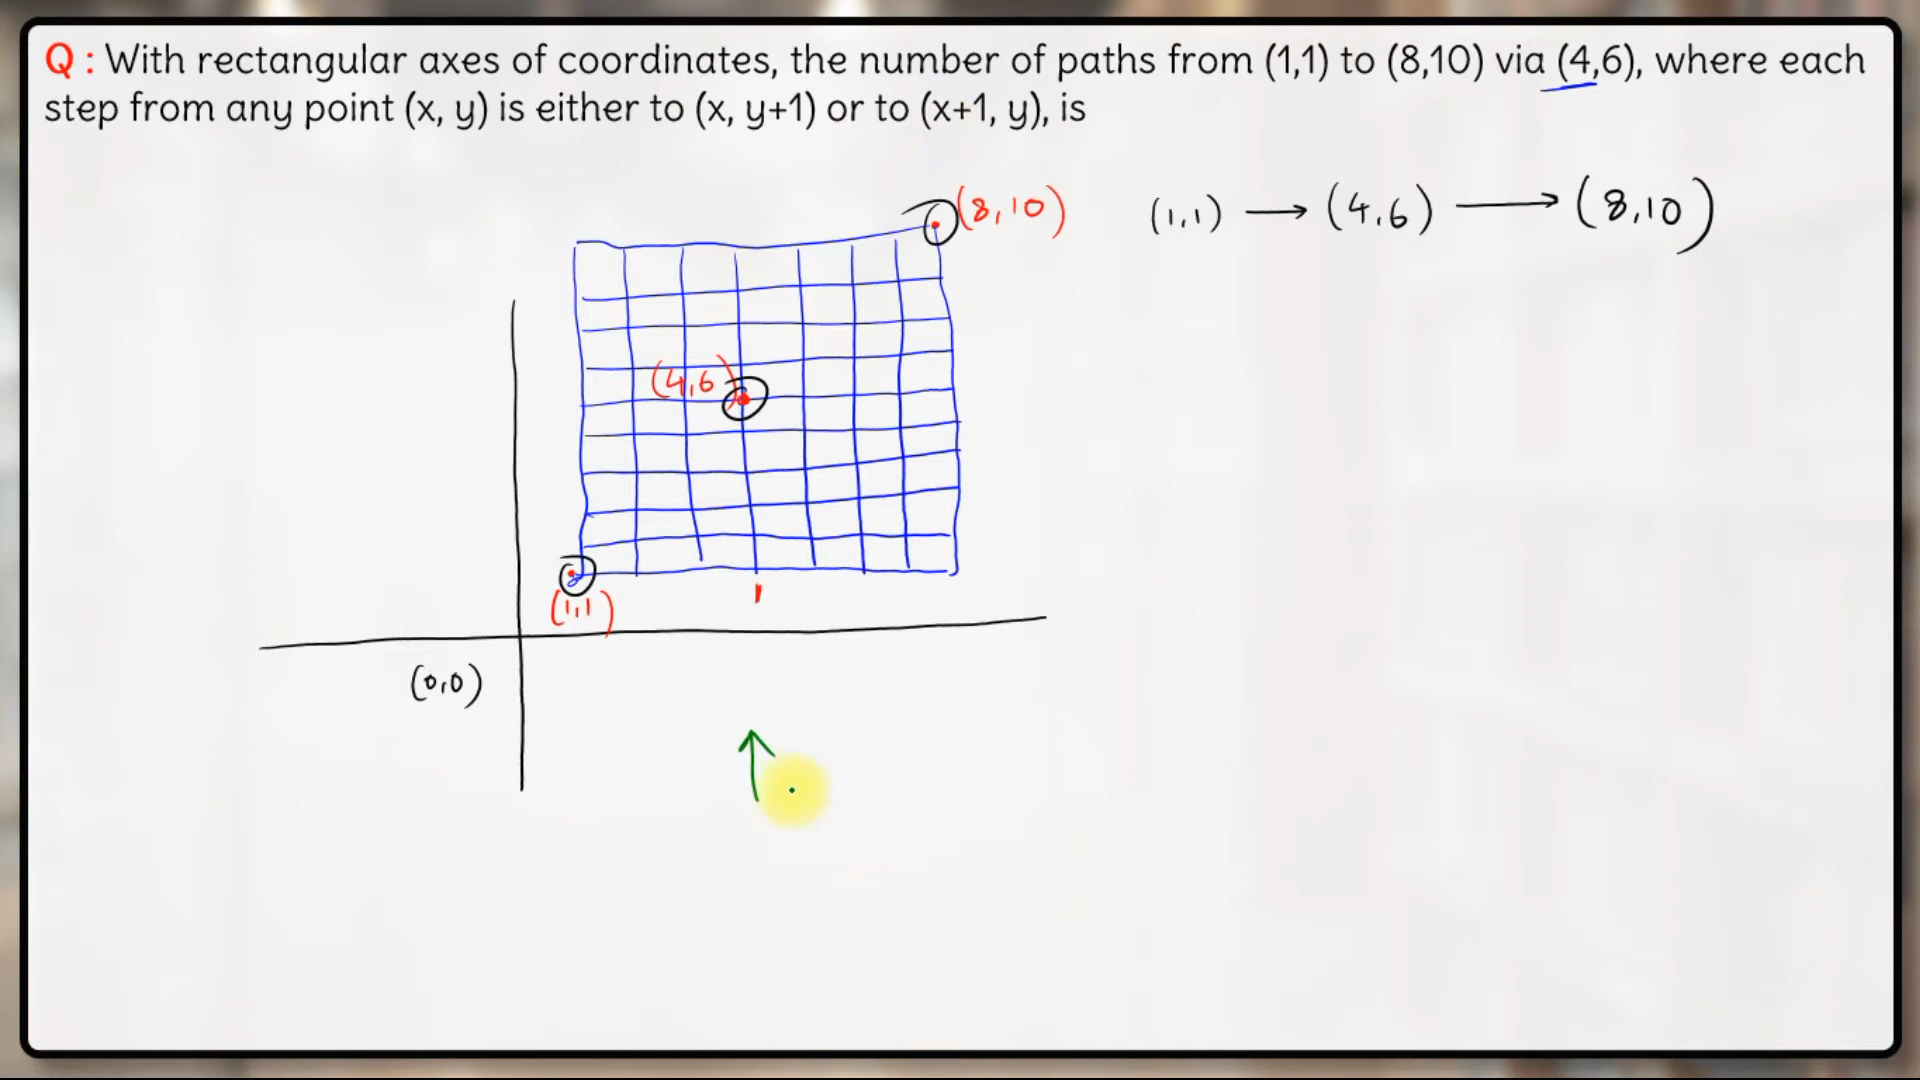 Q : With rectangular axes of coordinates, the number of paths from (1,1) to (8,10) via (4,6), where each
step from any point (x, y) is either to (x, y+1) or to (x+1, y), is
(8,10)
(1,1) → (4,6) → (8,10)
(4,6)
(1,1)
(0,0)